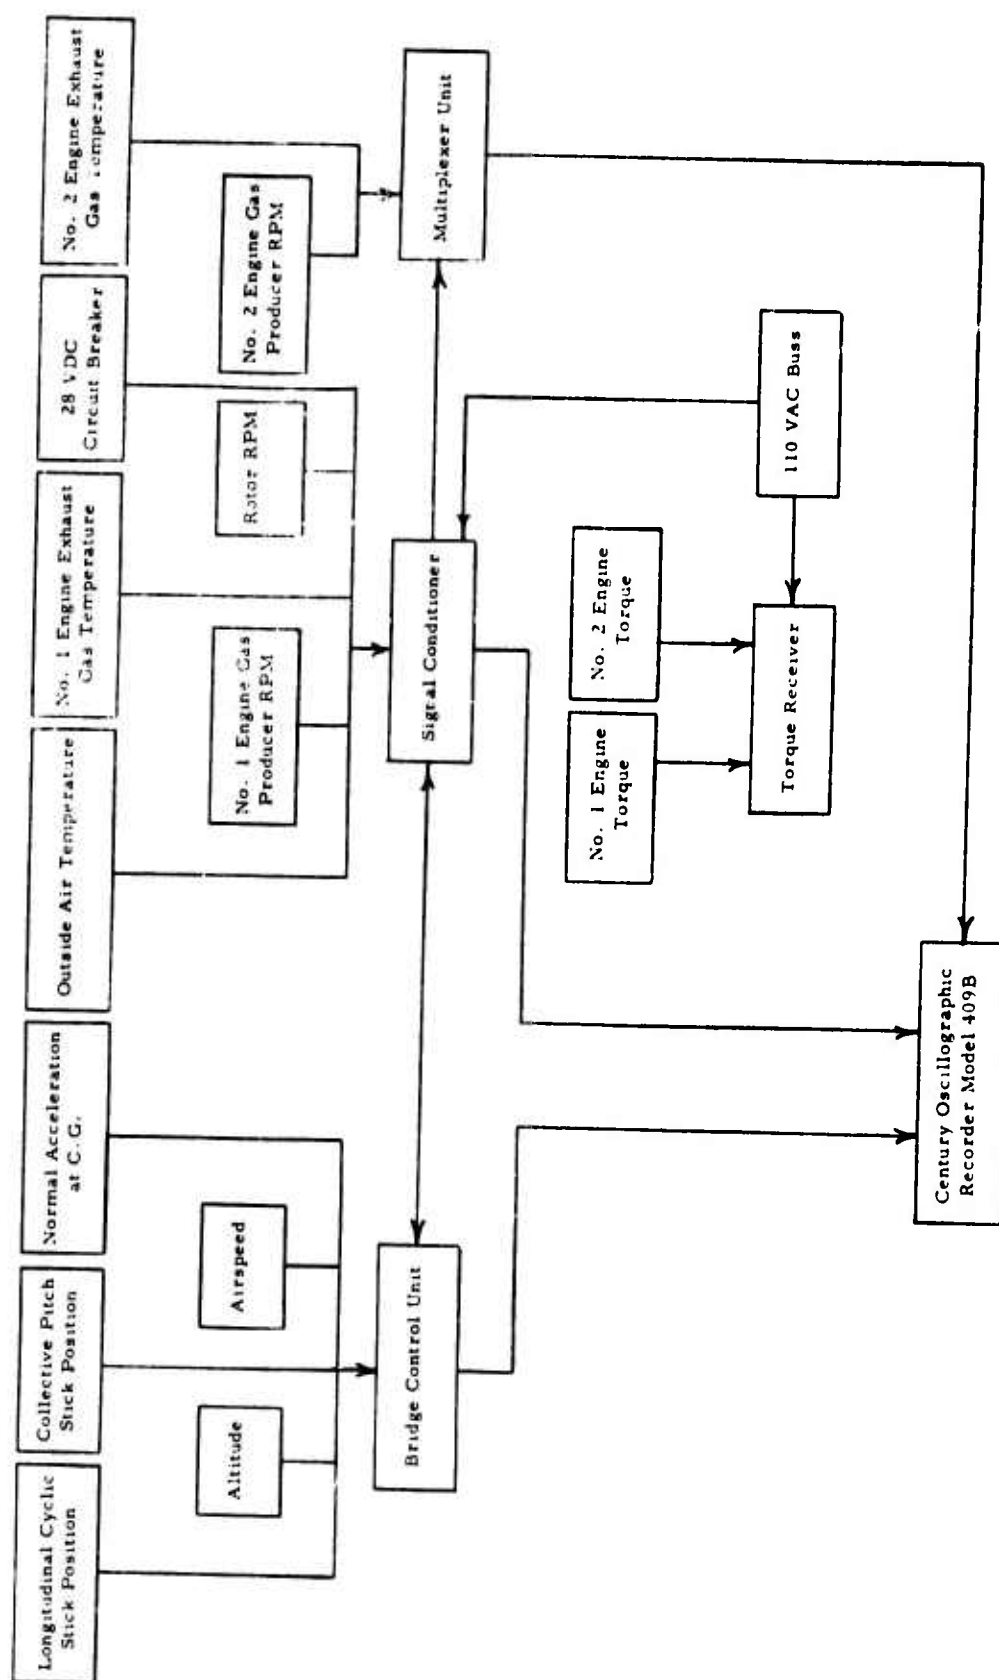 Longitudinal Cyclic
Stick Position
Collective Pitch
Stick Position
Normal Acceleration
at C. G.
Outside Air Temperature
No. 1 Engine Exhaust
Gas Temperature
28 VDC
Circuit Breaker
No. 2 Engine Exhaust
Gas Temperature
Altitude
Airspeed
No. 1 Engine Gas
Producer RPM
Rotor RPM
No. 2 Engine Gas
Producer RPM
Bridge Control Unit
Signal Conditioner
Multiplexer Unit
No. 1 Engine
Torque
No. 2 Engine
Torque
Torque Receiver
110 VAC Buss
Century Oscillographic
Recorder Model 409B